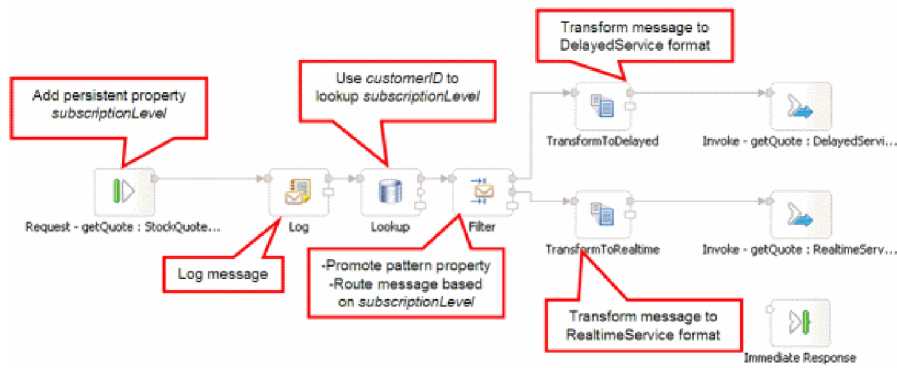 Transform message to
DelayedService format
Use customerID to
lookup subscriptionLevel
Add persistent property
subscriptionLevel
TransformToDelayed
Invoke - getQuote : DelayedServi...
Request - getQuote : StockQuote...
Log
Lookup
Filter
TransformToRealtime
Invoke - getQuote : RealtimeServ...
Log message
-Promote pattern property
-Route message based
on subscriptionLevel
Transform message to
RealtimeService format
Immediate Response